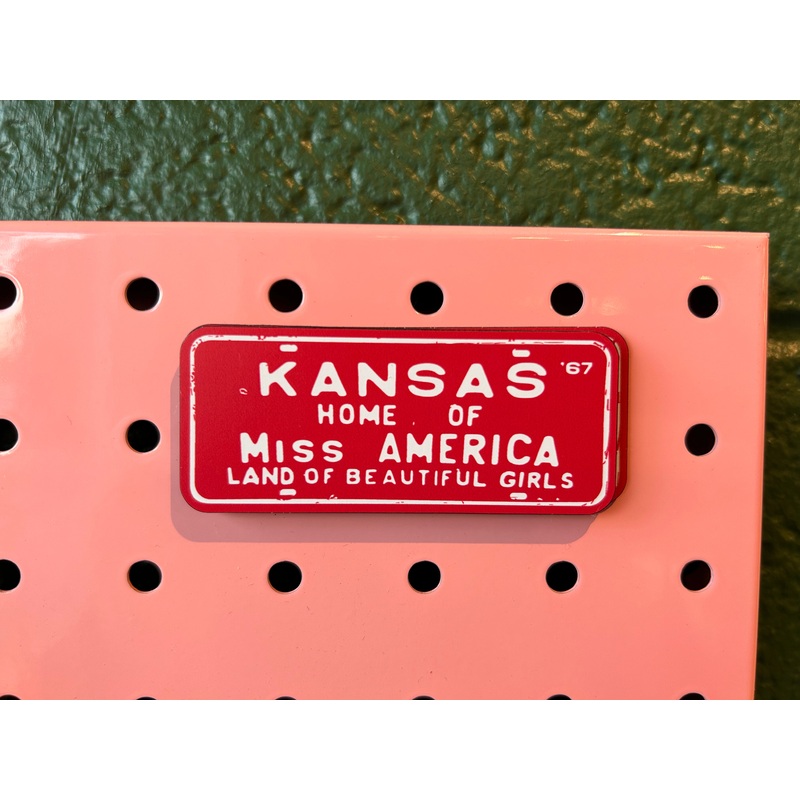 KANSAS '67
HOME OF
MISS AMERICA
LAND OF BEAUTIFUL GIRLS